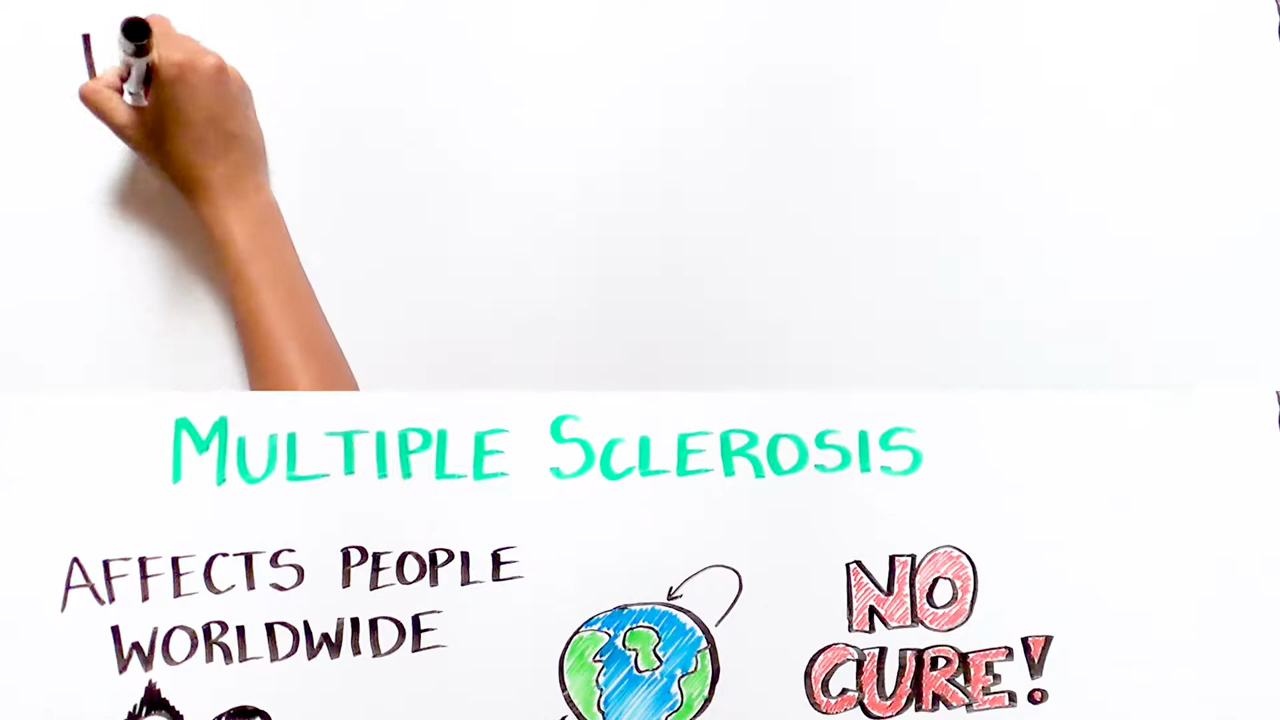 MULTIPLE SCLEROSIS
AFFECTS PEOPLE
WORLDWIDE
NO
CURE!